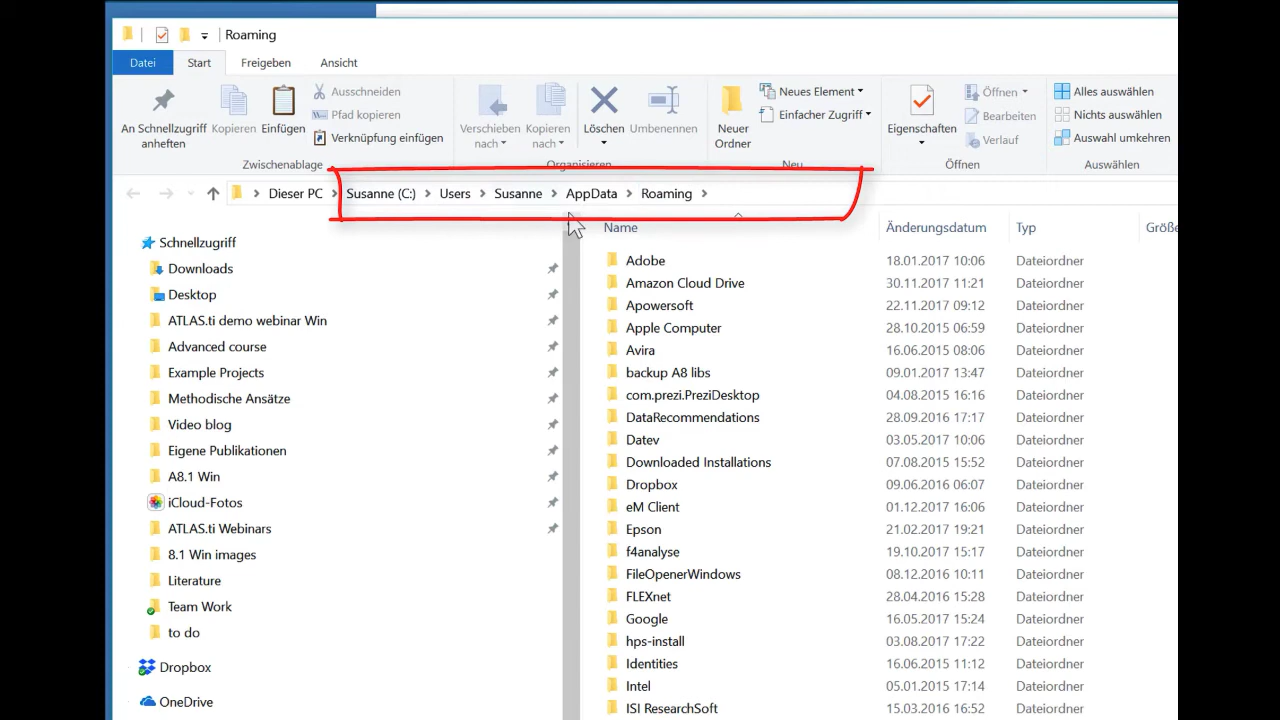 Roaming
Datei Start Freigeben Ansicht
An Schnellzugriff anheften
Kopieren
Einfügen
Ausschneiden
Pfad kopieren
Verknüpfung einfügen
Zwischenablage
Verschieben nach
Kopieren nach
Löschen
Umbenennen
Organisieren
Neuer Ordner
Neues Element
Einfacher Zugriff
Neu
Eigenschaften
Öffnen
Bearbeiten
Verlauf
Öffnen
Alles auswählen
Nichts auswählen
Auswahl umkehren
Auswählen
Dieser PC > Susanne (C:) > Users > Susanne > AppData > Roaming >
Schnellzugriff
Downloads
Desktop
ATLAS.ti demo webinar Win
Advanced course
Example Projects
Methodische Ansätze
Video blog
Eigene Publikationen
A8.1 Win
iCloud-Fotos
ATLAS.ti Webinars
8.1 Win images
Literature
Team Work
to do
Dropbox
OneDrive
Name Änderungsdatum Typ Größe
Adobe 18.01.2017 10:06 Dateiordner
Amazon Cloud Drive 30.11.2017 11:21 Dateiordner
Apowersoft 22.11.2017 09:12 Dateiordner
Apple Computer 28.10.2015 06:59 Dateiordner
Avira 16.06.2015 08:06 Dateiordner
backup A8 libs 09.01.2017 13:47 Dateiordner
com.prezi.PreziDesktop 04.08.2015 16:16 Dateiordner
DataRecommendations 28.09.2016 17:17 Dateiordner
Datev 03.05.2017 10:06 Dateiordner
Downloaded Installations 07.08.2015 15:52 Dateiordner
Dropbox 09.06.2016 06:07 Dateiordner
eM Client 01.12.2017 16:06 Dateiordner
Epson 21.02.2017 19:21 Dateiordner
f4analyse 19.10.2017 15:17 Dateiordner
FileOpenerWindows 08.12.2016 10:11 Dateiordner
FLEXnet 28.04.2016 15:28 Dateiordner
Google 16.05.2017 15:24 Dateiordner
hps-install 03.08.2017 17:22 Dateiordner
Identities 16.06.2015 11:12 Dateiordner
Intel 05.01.2015 17:14 Dateiordner
ISI ResearchSoft 15.03.2016 16:52 Dateiordner